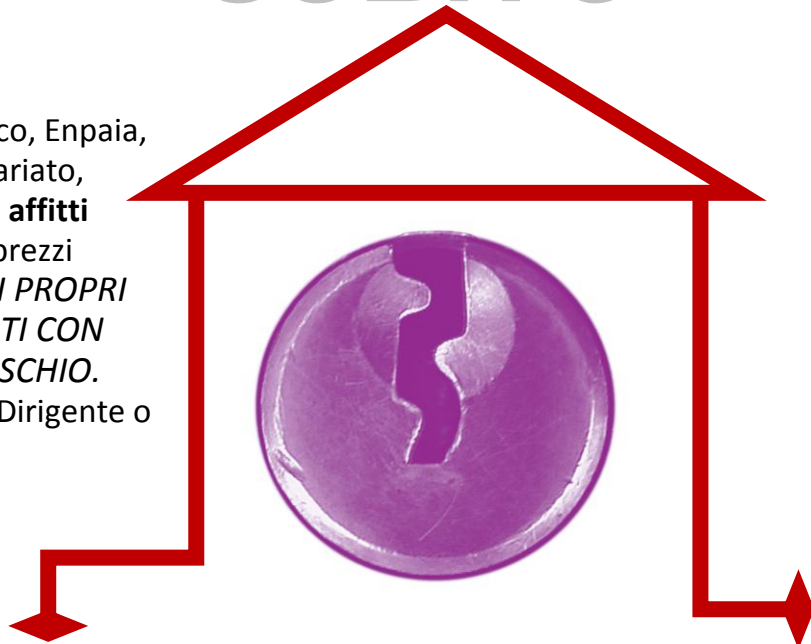 co, Enpaia,
ariato,
affitti
prezzi
I PROPRI
TI CON
SCHIO.
Dirigente o